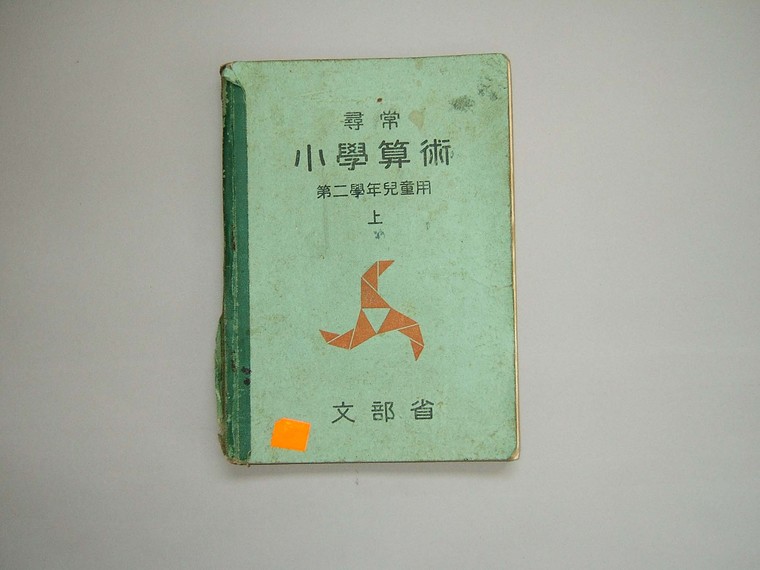 尋常
小學算術
第二學年兒童用
上
文部省